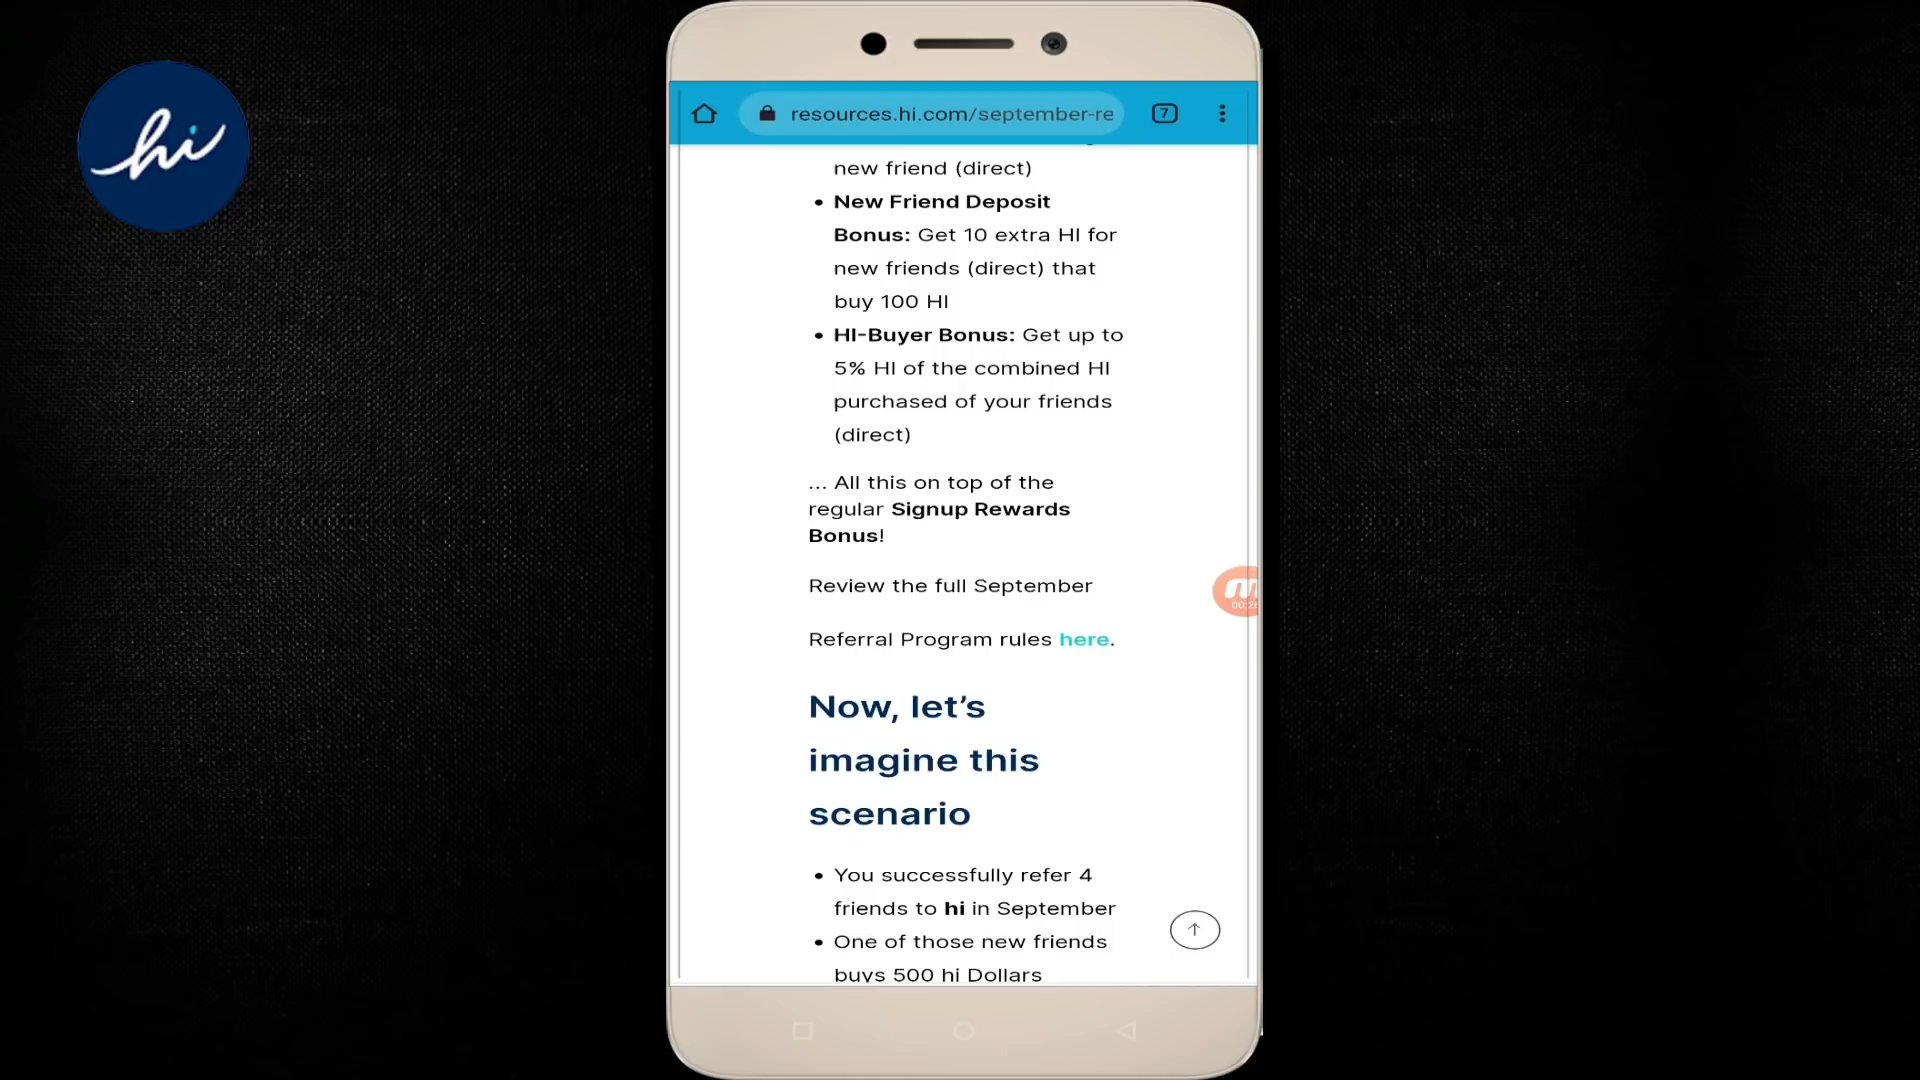 hi
resources.hi.com/september-re
7
new friend (direct)
• New Friend Deposit
Bonus: Get 10 extra HI for
new friends (direct) that
buy 100 HI
• HI-Buyer Bonus: Get up to
5% HI of the combined HI
purchased of your friends
(direct)
... All this on top of the
regular Signup Rewards
Bonus!
Review the full September
Referral Program rules here.
Now, let’s
imagine this
scenario
• You successfully refer 4
friends to hi in September
• One of those new friends
buys 500 hi Dollars